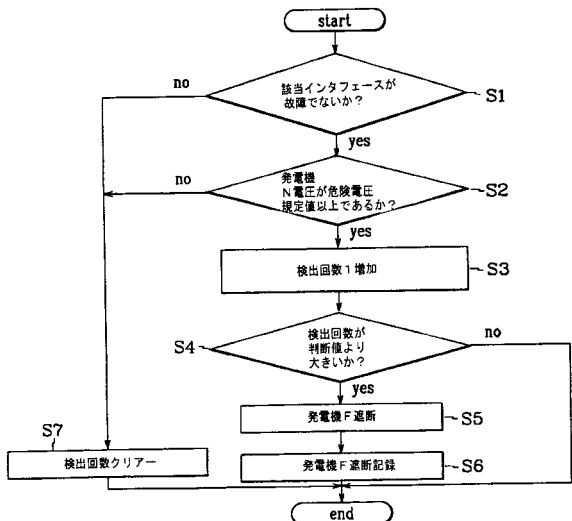 start
該当インタフェースが
故障でないか？
no
S1
yes
発電機
N電圧が危険電圧
規定値以上であるか？
no
S2
yes
検出回数1増加
S3
検出回数が
判断値より
大きいか？
S4
no
yes
発電機F遮断
S5
S7
検出回数クリアー
発電機F遮断記録
S6
end